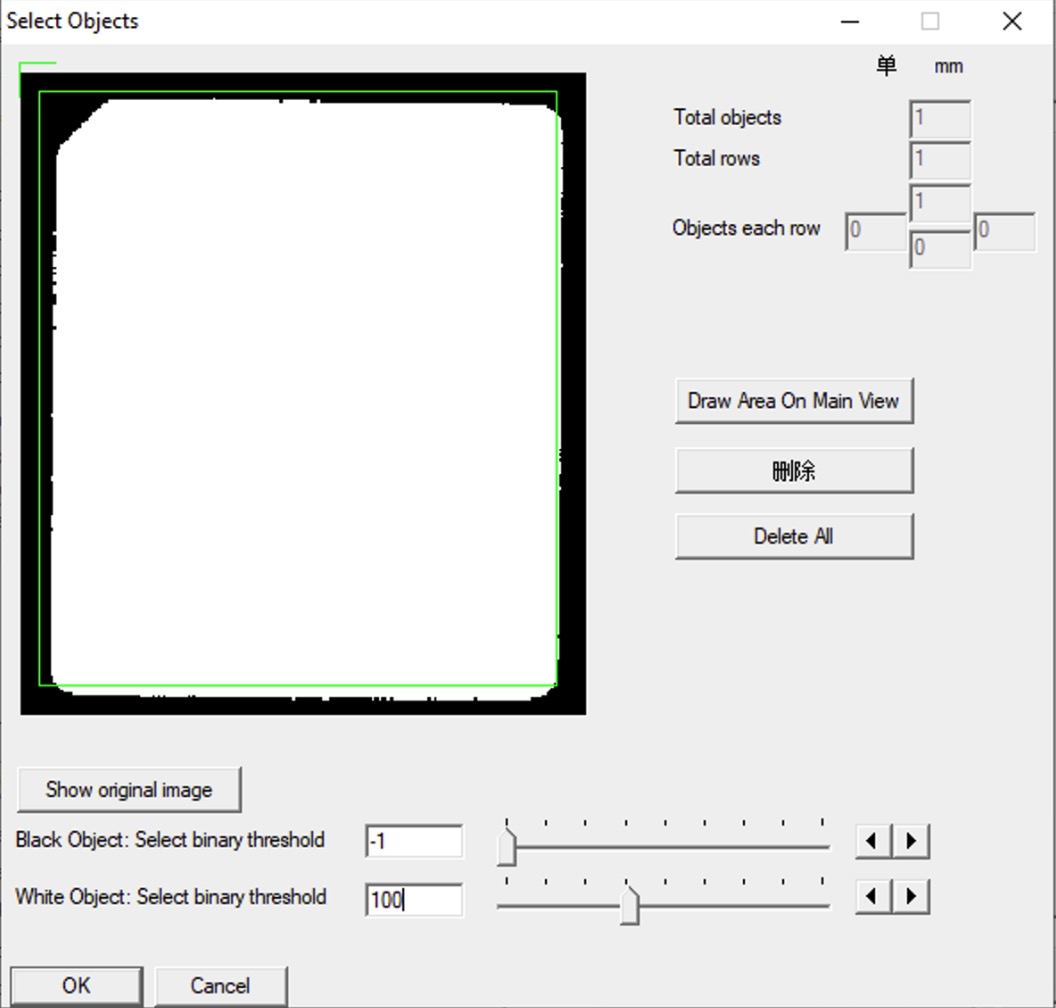 Select Objects
单 mm
Total objects 1
Total rows 1
1
Objects each row 0 0
0
Draw Area On Main View
删除
Delete All
Show original image
Black Object: Select binary threshold -1
White Object: Select binary threshold 100
OK Cancel